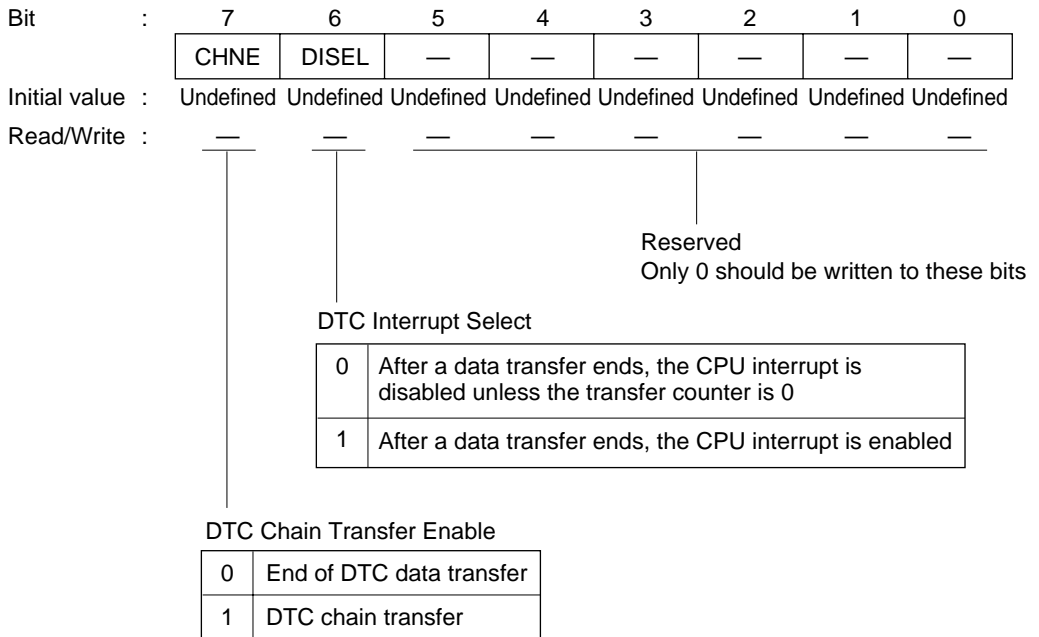 Bit : 7 6 5 4 3 2 1 0
CHNE DISEL — — — — — —
Initial value : Undefined Undefined Undefined Undefined Undefined Undefined Undefined Undefined
Read/Write : — — — — — — — —
Reserved
Only 0 should be written to these bits
DTC Interrupt Select
0 After a data transfer ends, the CPU interrupt is
disabled unless the transfer counter is 0
1 After a data transfer ends, the CPU interrupt is enabled
DTC Chain Transfer Enable
0 End of DTC data transfer
1 DTC chain transfer